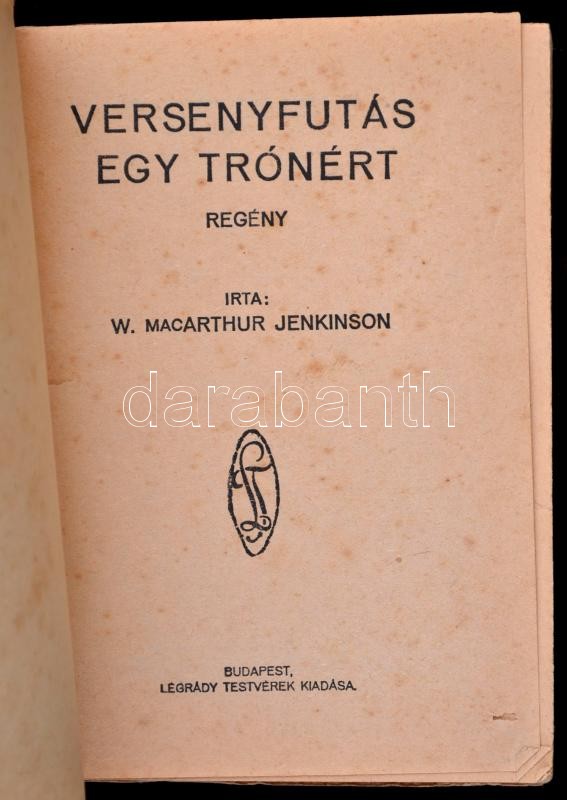 VERSENYFUTÁS
EGY TRÓNÉRT
REGÉNY
IRTA:
W. MACARTHUR JENKINSON
darabanth
BUDAPEST,
LÉGRÁDY TESTVÉREK KIADÁSA.